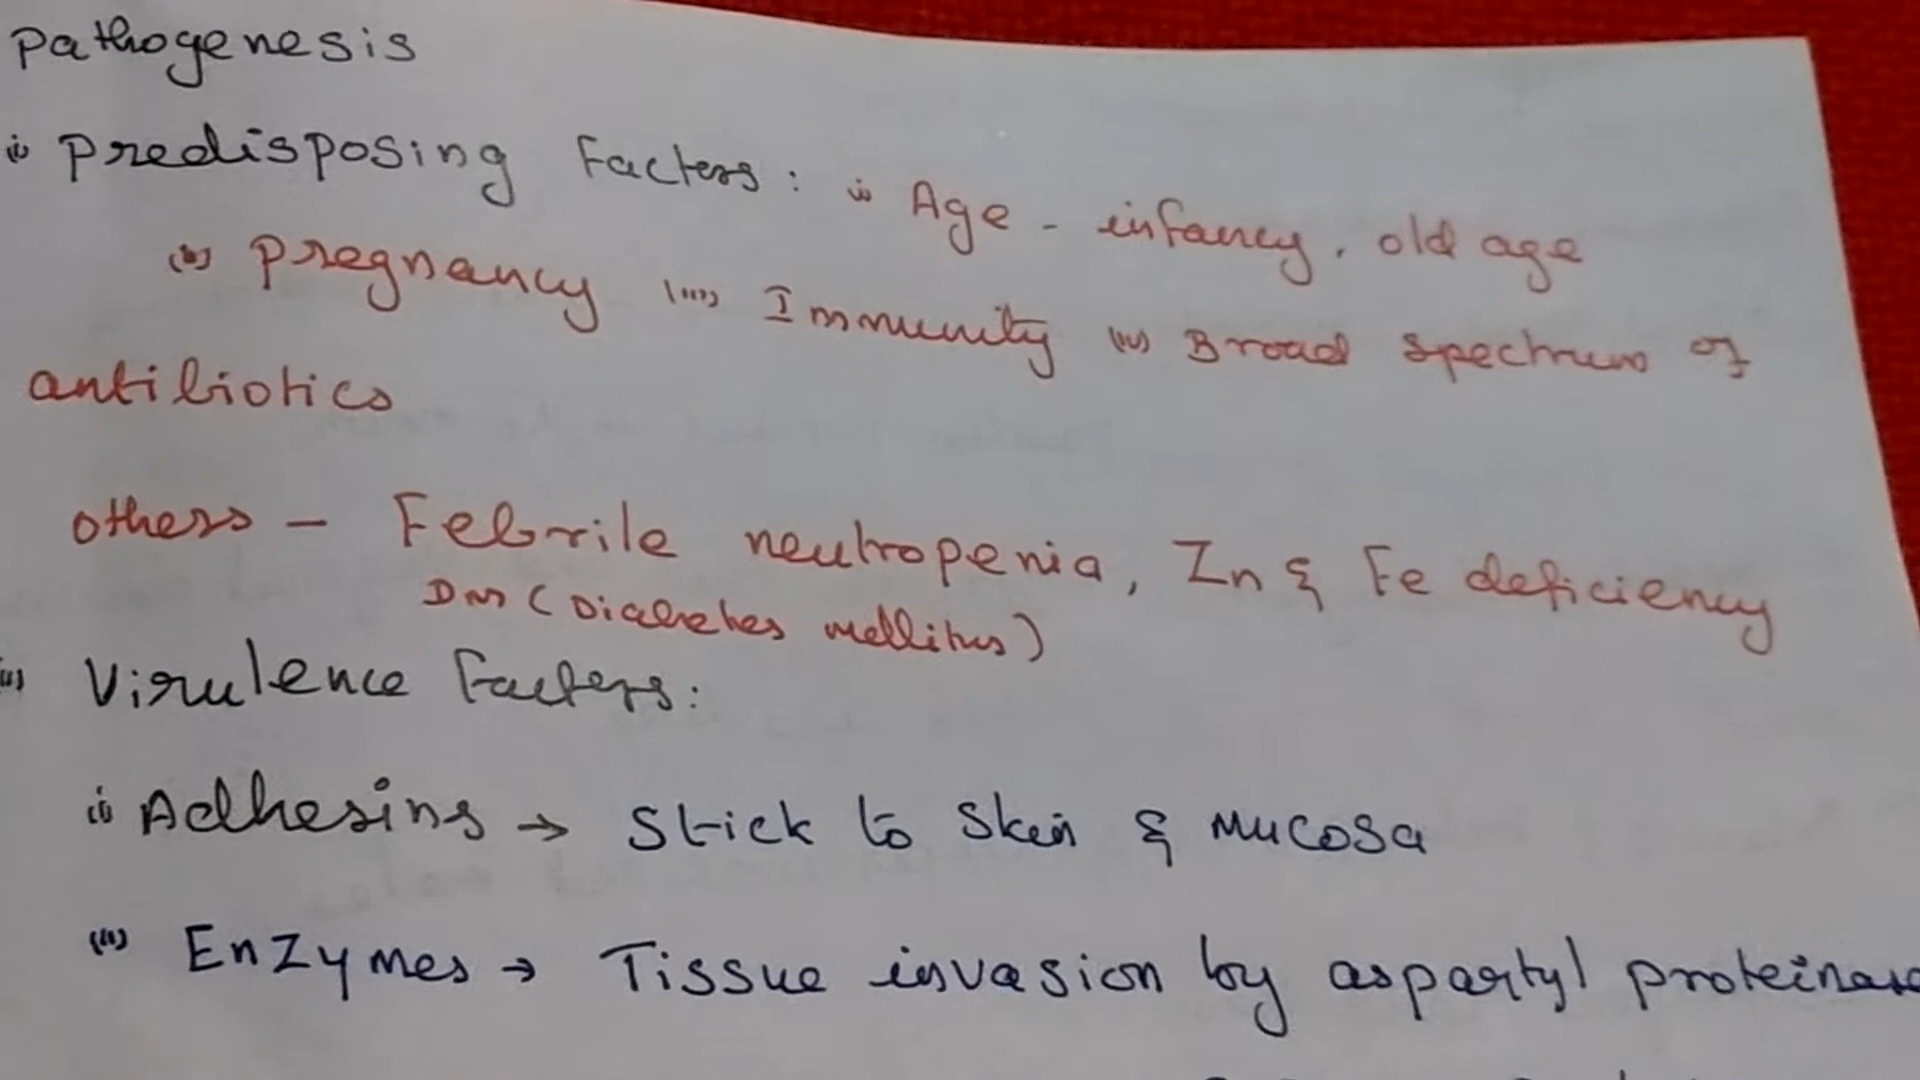 Pathogenesis
(i) Predisposing Factors : (i) Age - infancy, old age
(ii) Pregnancy (iii) Immunity (iv) Broad spectrum of
antibiotics
others - Febrile neutropenia, Zn & Fe deficiency
DM (Diabetes mellitus)
(ii) Virulence Factors:
(i) Adhesins → Stick to Skin & Mucosa
(ii) Enzymes → Tissue invasion by aspartyl proteinase